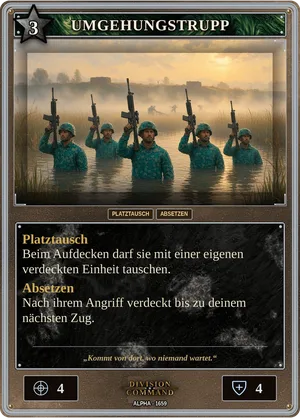 3
UMGEHUNGSTRUPP
PLATZTAUSCH
ABSETZEN
Platztausch
Beim Aufdecken darf sie mit einer eigenen
verdeckten Einheit tauschen.
Absetzen
Nach ihrem Angriff verdeckt bis zu deinem
nächsten Zug.
„Kommt von dort, wo niemand wartet.“
4
DIVISION
COMMAND
ALPHA · 1659
4